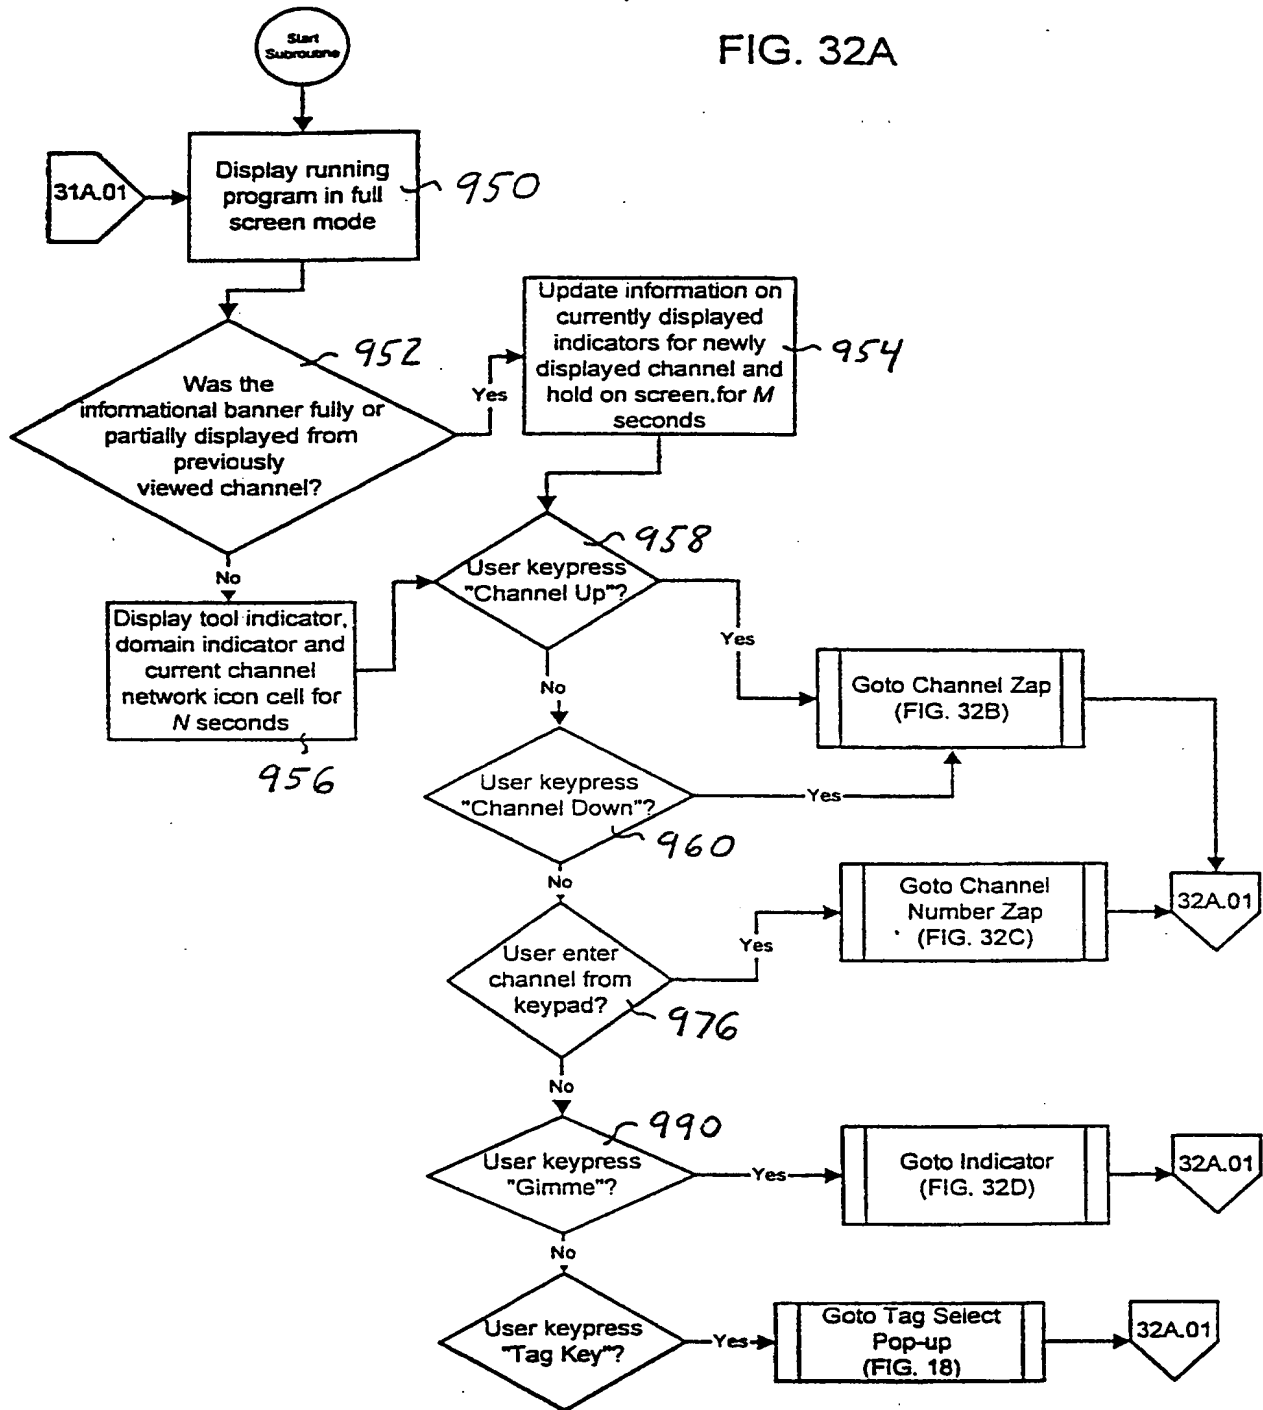 FIG. 32A
Start
Subroutine
31A.01
Display running
program in full
screen mode
950
952
Was the
informational banner fully or
partially displayed from
previously
viewed channel?
Yes
Update information on
currently displayed
indicators for newly
displayed channel and
hold on screen.for M
seconds
954
No
Display tool indicator,
domain indicator and
current channel
network icon cell for
N seconds
956
958
User keypress
"Channel Up"?
Yes
Goto Channel Zap
(FIG. 32B)
No
User keypress
"Channel Down"?
960
Yes
No
User enter
channel from
keypad?
976
Yes
Goto Channel
Number Zap
(FIG. 32C)
32A.01
No
990
User keypress
"Gimme"?
Yes
Goto Indicator
(FIG. 32D)
32A.01
No
User keypress
"Tag Key"?
Yes
Goto Tag Select
Pop-up
(FIG. 18)
32A.01